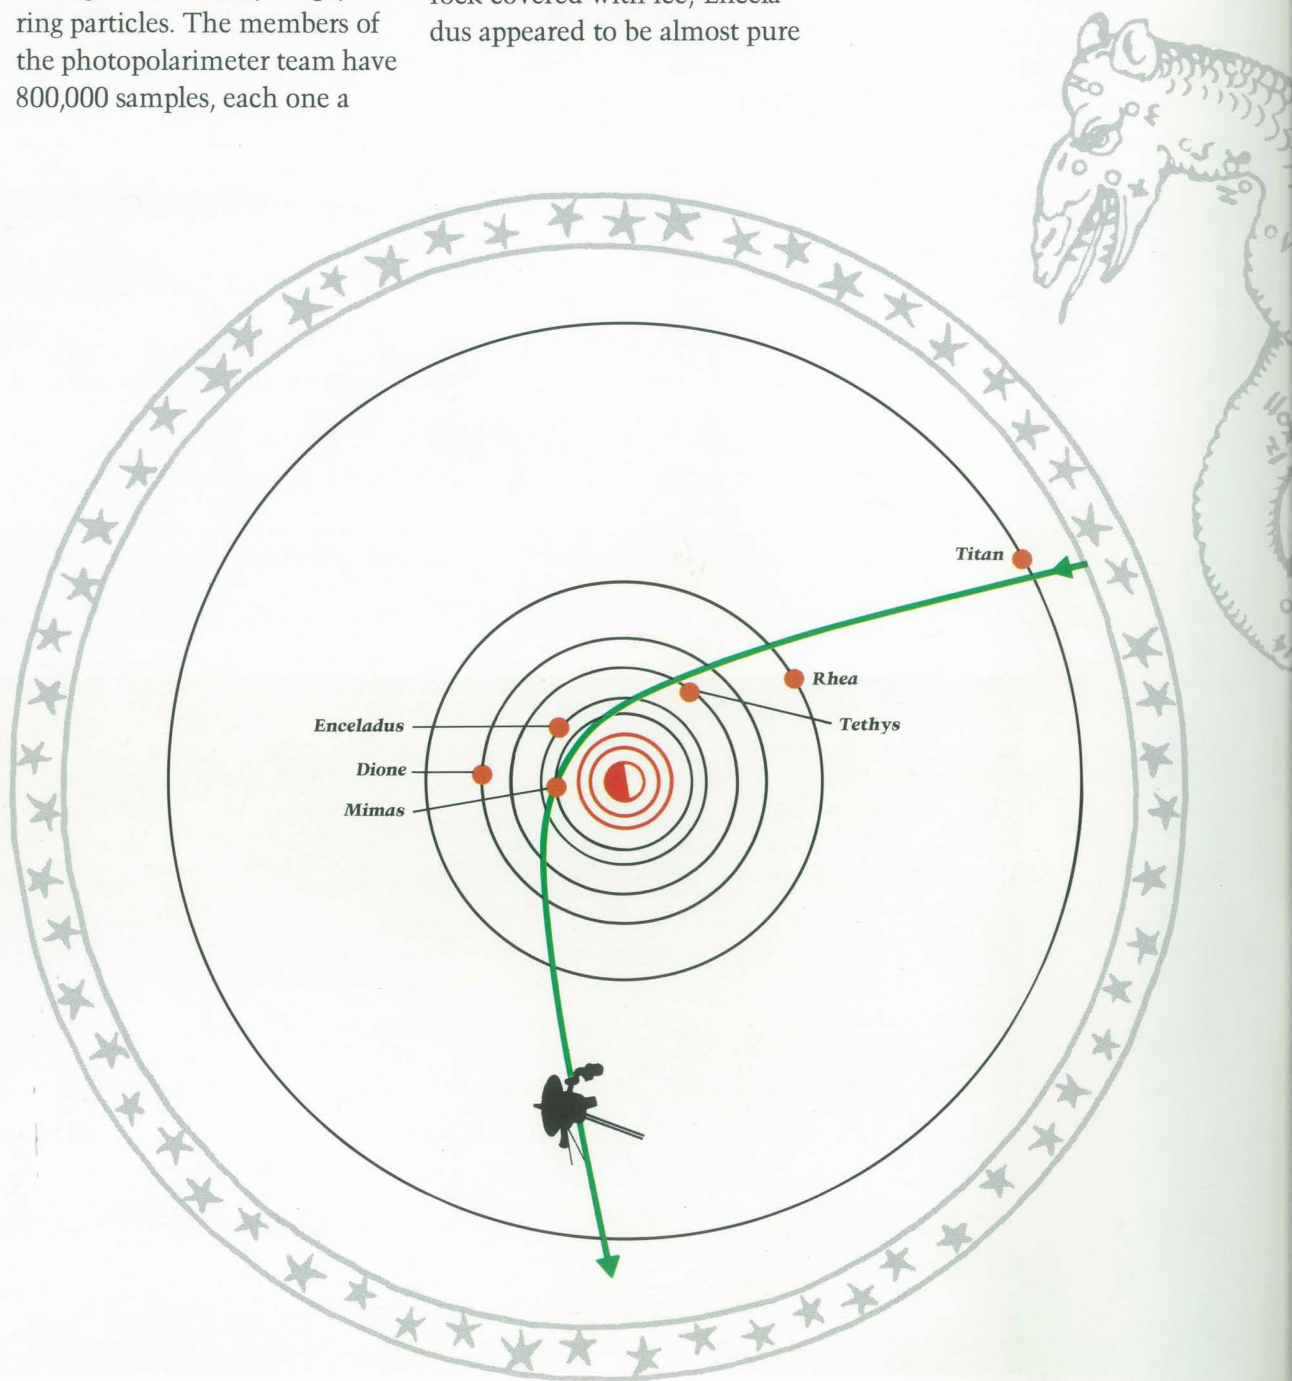 ring particles. The members of
the photopolarimeter team have
800,000 samples, each one a
dus appeared to be almost pure
Titan
Rhea
Tethys
Enceladus
Dione
Mimas